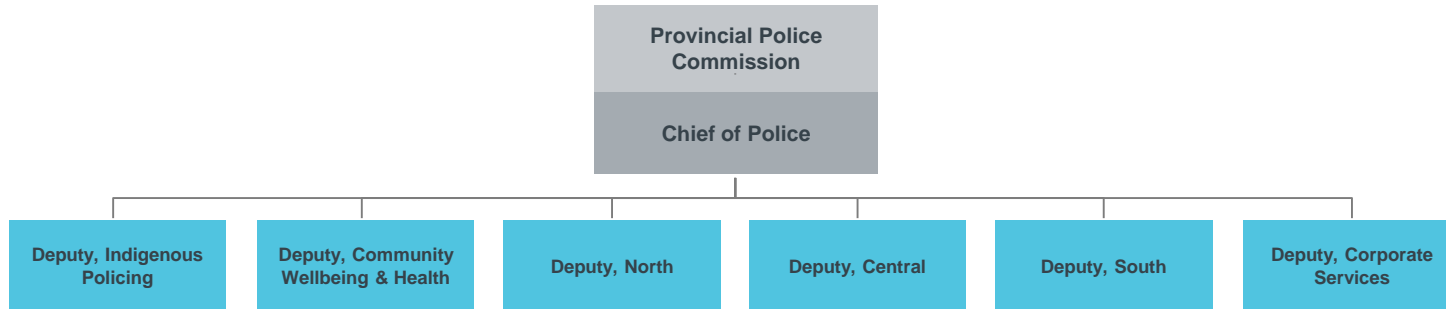 Provincial Police
Commission
Chief of Police
Deputy, Indigenous
Policing
Deputy, Community
Wellbeing & Health
Deputy, North
Deputy, Central
Deputy, South
Deputy, Corporate
Services